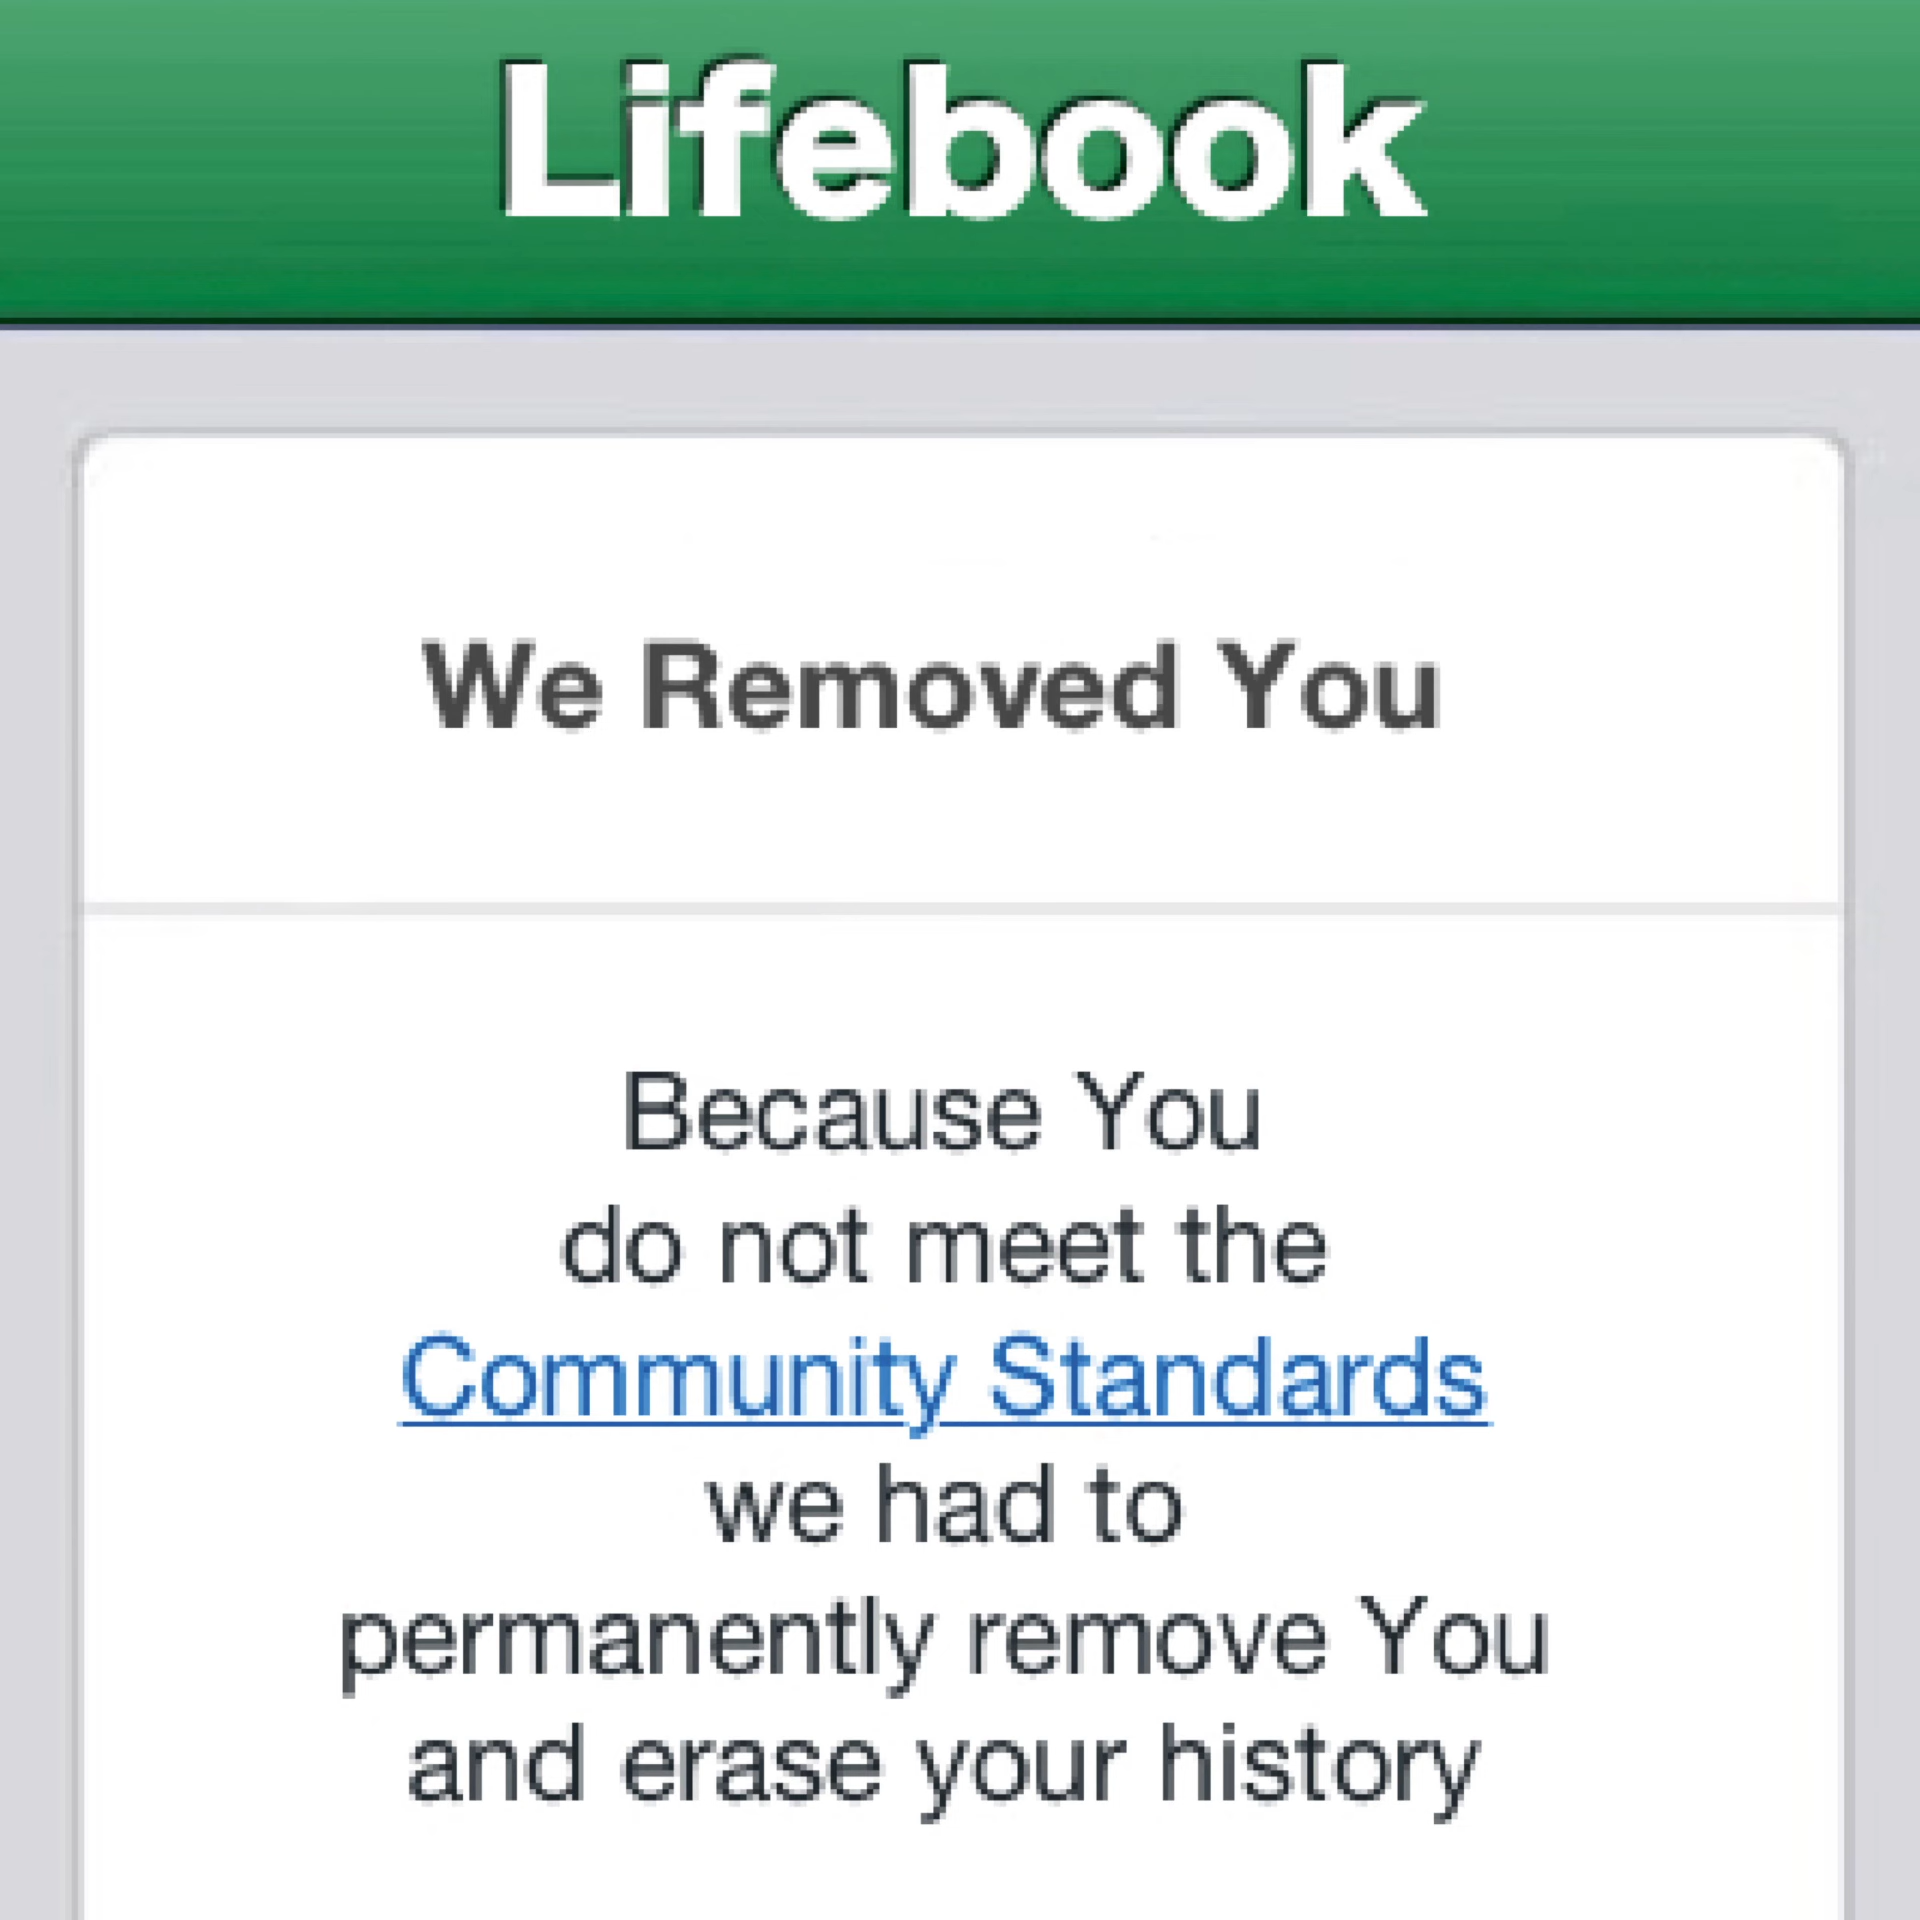 Lifebook
We Removed You
Because You
do not meet the
Community Standards
we had to
permanently remove You
and erase your history